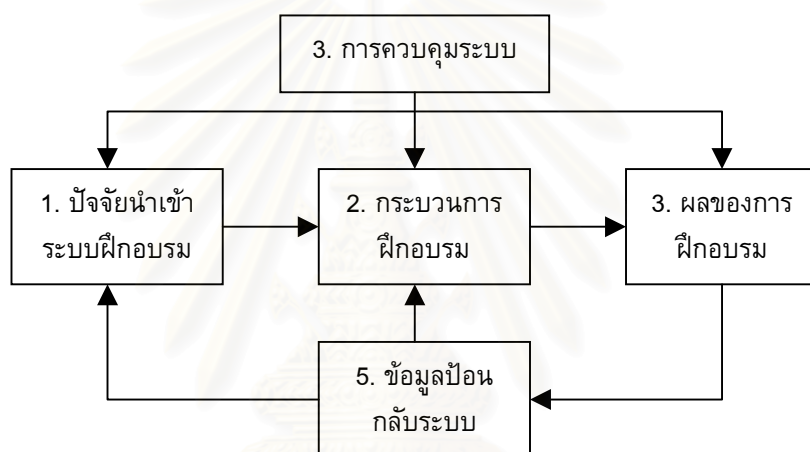 3. การควบคุมระบบ
1. ปัจจัยนำเข้า
ระบบฝึกอบรม
2. กระบวนการ
ฝึกอบรม
3. ผลของการ
ฝึกอบรม
5. ข้อมูลป้อน
กลับระบบ